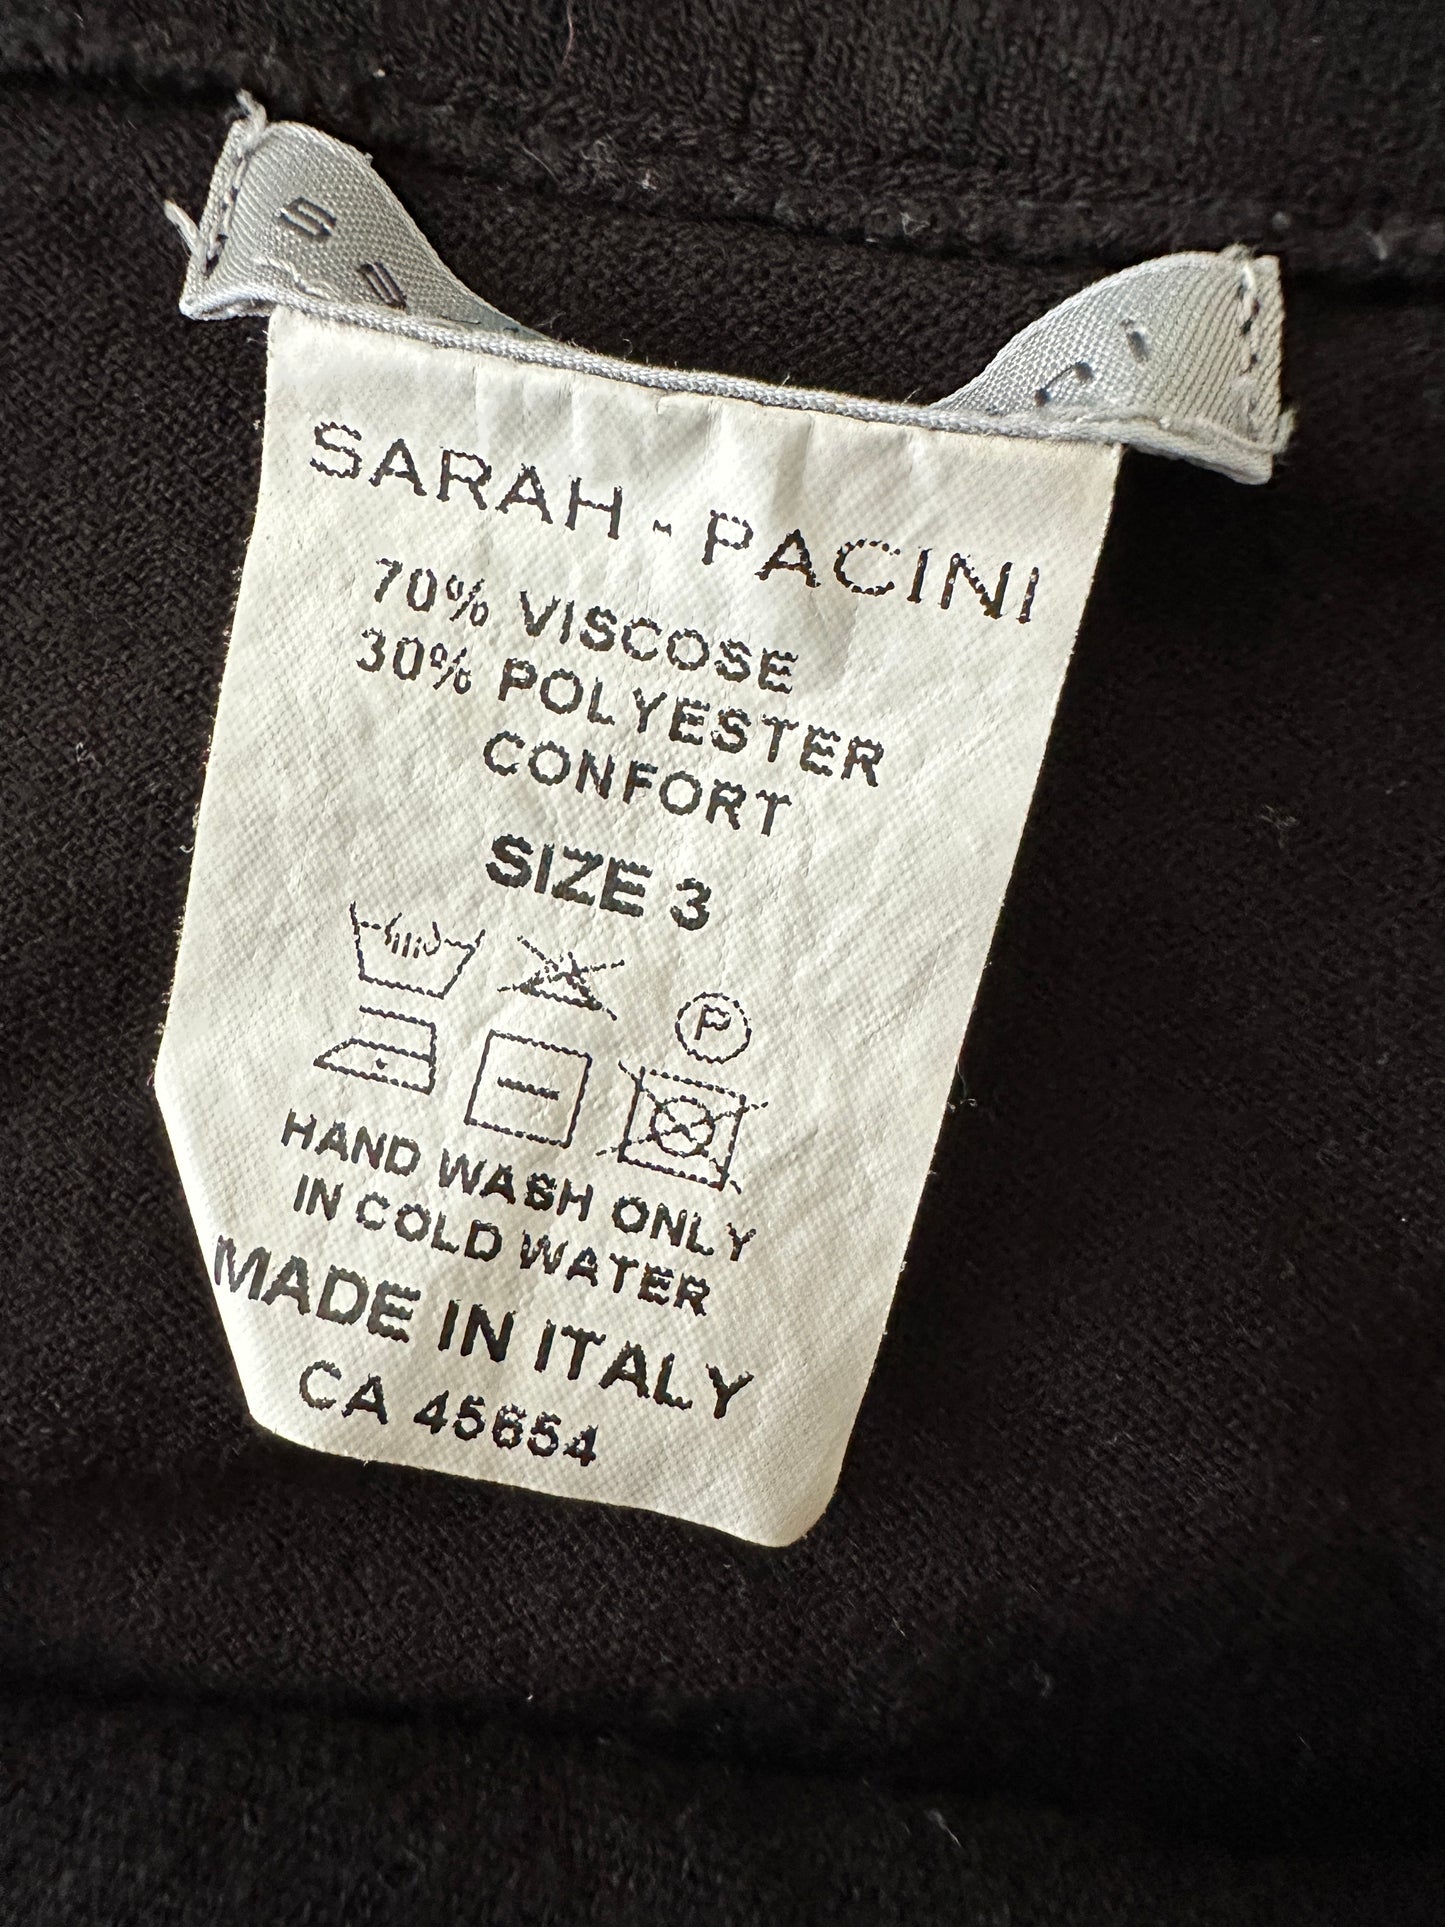 SARAH - PACINI
70% VISCOSE
30% POLYESTER
CONFORT
SIZE 3
P
HAND WASH ONLY
IN COLD WATER
MADE IN ITALY
CA 45654